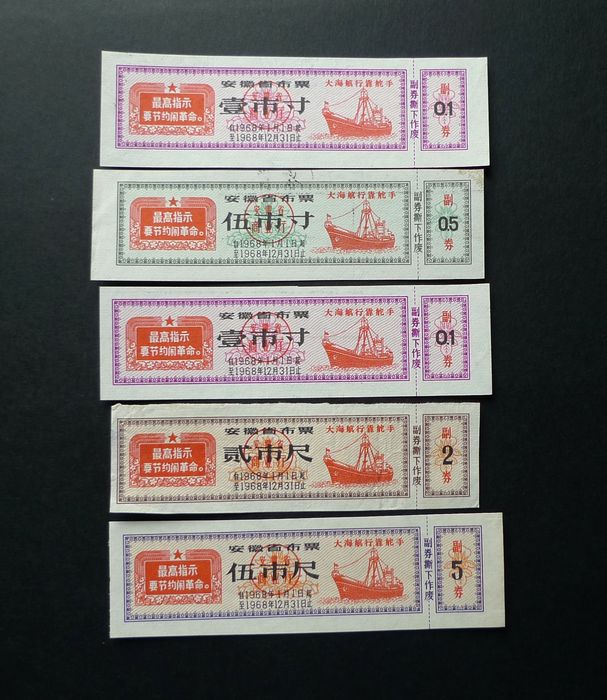 安徽省布票
最高指示
要节约闹革命。
壹市寸
自1968年1月1日起
至1968年12月31日止
大海航行靠舵手
副券撕下作废
副
01
券
安徽省布票
最高指示
要节约闹革命。
伍市寸
自1968年1月1日起
至1968年12月31日止
大海航行靠舵手
副券撕下作废
副
05
券
安徽省布票
最高指示
要节约闹革命。
壹市寸
自1968年1月1日起
至1968年12月31日止
大海航行靠舵手
副券撕下作废
副
01
券
安徽省布票
最高指示
要节约闹革命。
贰市尺
自1968年1月1日起
至1968年12月31日止
大海航行靠舵手
副券撕下作废
副
2
券
安徽省布票
最高指示
要节约闹革命。
伍市尺
自1968年1月1日起
至1968年12月31日止
大海航行靠舵手
副券撕下作废
副
5
券